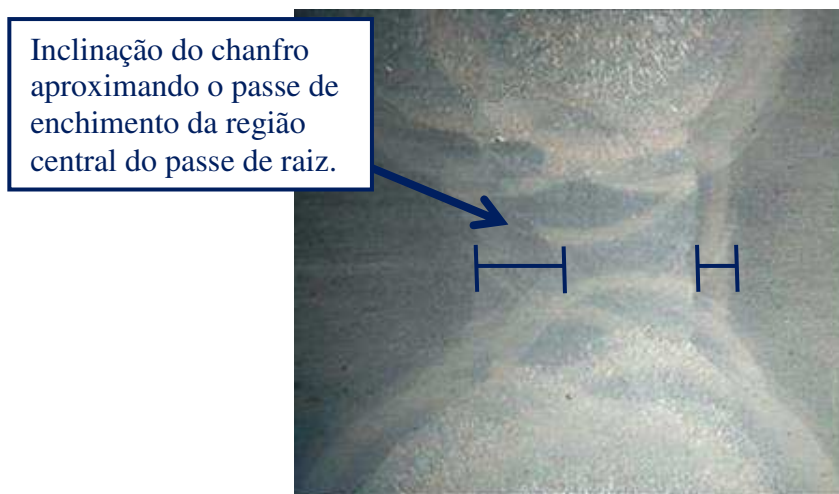 Inclinação do chanfro
aproximando o passe de
enchimento da região
central do passe de raiz.